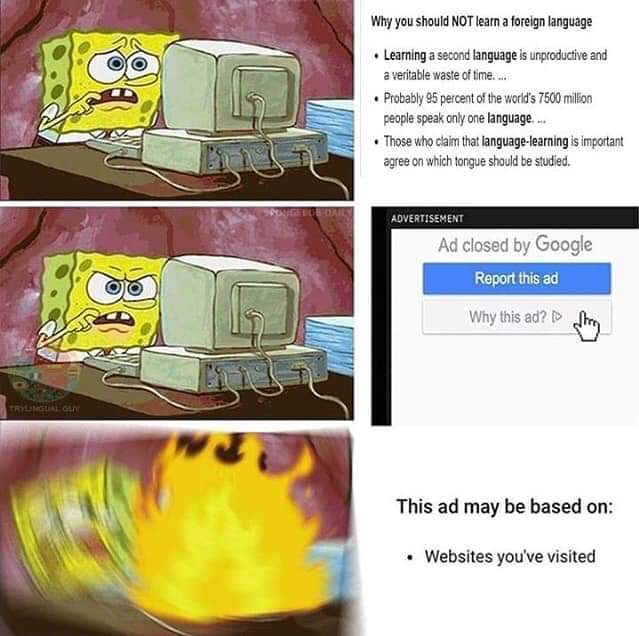 Why you should NOT learn a foreign language
• Learning a second language is unproductive and
a veritable waste of time. ...
• Probably 95 percent of the world's 7500 million
people speak only one language. ...
• Those who claim that language-learning is important
agree on which tongue should be studied.
SPONGEBOB DAILY
ADVERTISEMENT
Ad closed by Google
Report this ad
Why this ad?
TRYLINGUAL GUY
This ad may be based on:
• Websites you've visited